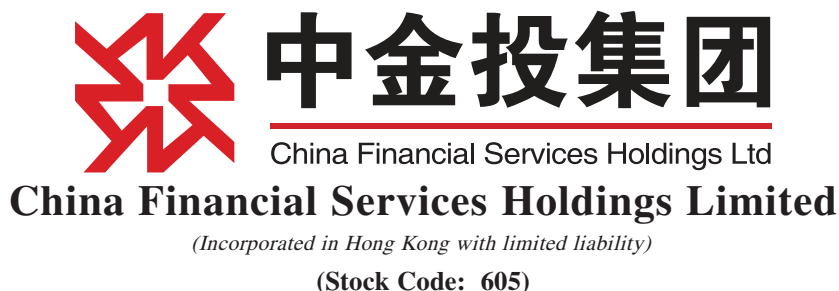 中金投集团
China Financial Services Holdings Ltd
China Financial Services Holdings Limited
(Incorporated in Hong Kong with limited liability)
(Stock Code: 605)